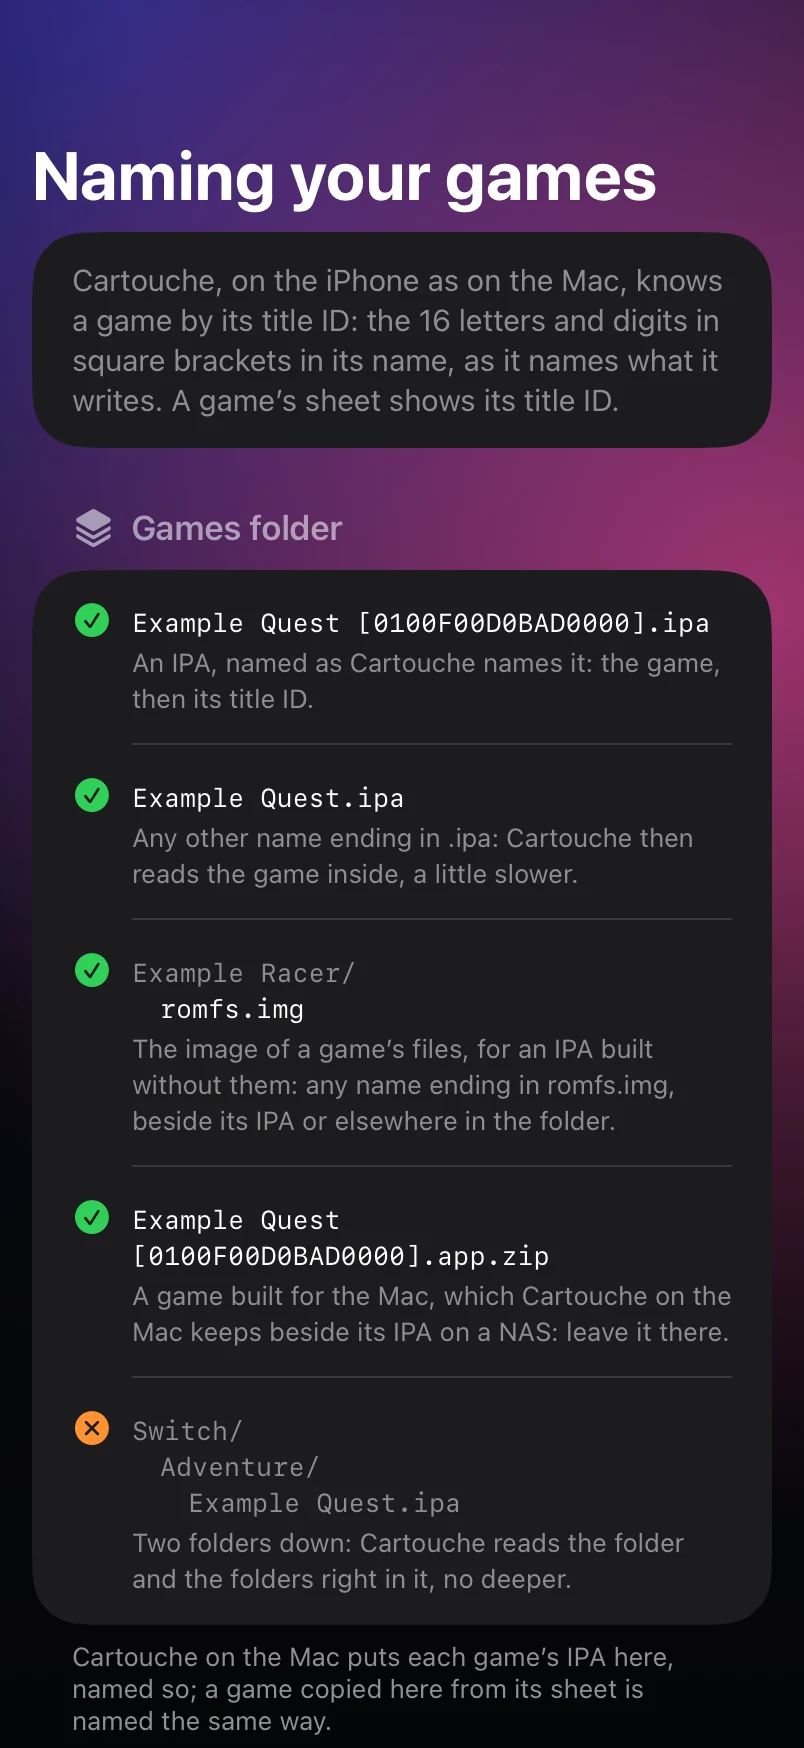 Naming your games
Cartouche, on the iPhone as on the Mac, knows
a game by its title ID: the 16 letters and digits in
square brackets in its name, as it names what it
writes. A game’s sheet shows its title ID.
Games folder
Example Quest [0100F00D0BAD0000].ipa
An IPA, named as Cartouche names it: the game,
then its title ID.
Example Quest.ipa
Any other name ending in .ipa: Cartouche then
reads the game inside, a little slower.
Example Racer/
romfs.img
The image of a game’s files, for an IPA built
without them: any name ending in romfs.img,
beside its IPA or elsewhere in the folder.
Example Quest
[0100F00D0BAD0000].app.zip
A game built for the Mac, which Cartouche on the
Mac keeps beside its IPA on a NAS: leave it there.
Switch/
Adventure/
Example Quest.ipa
Two folders down: Cartouche reads the folder
and the folders right in it, no deeper.
Cartouche on the Mac puts each game’s IPA here,
named so; a game copied here from its sheet is
named the same way.